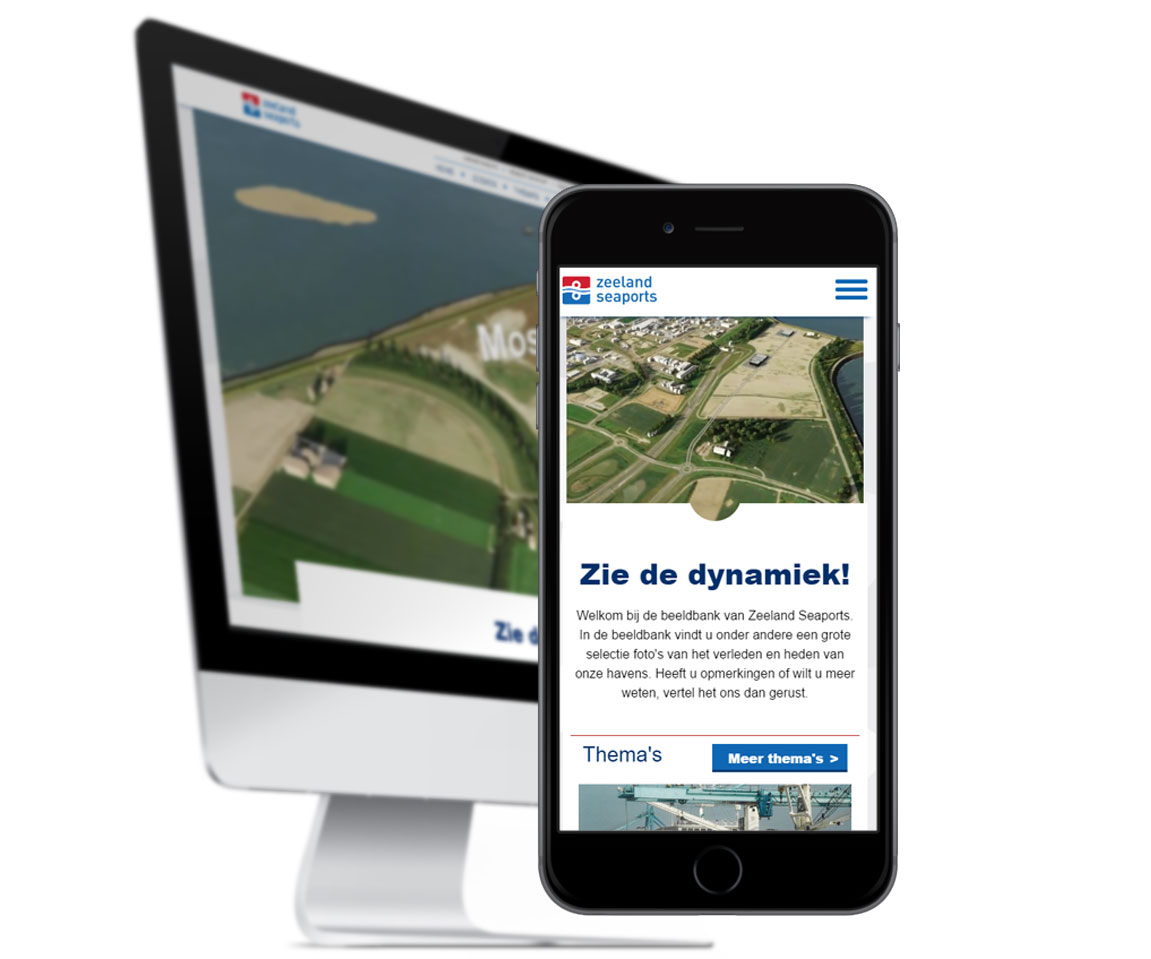 zeeland
seaports
Mos
Zie d
zeeland
seaports
Zie de dynamiek!
Welkom bij de beeldbank van Zeeland Seaports.
In de beeldbank vindt u onder andere een grote
selectie foto's van het verleden en heden van
onze havens. Heeft u opmerkingen of wilt u meer
weten, vertel het ons dan gerust.
Thema's
Meer thema's >